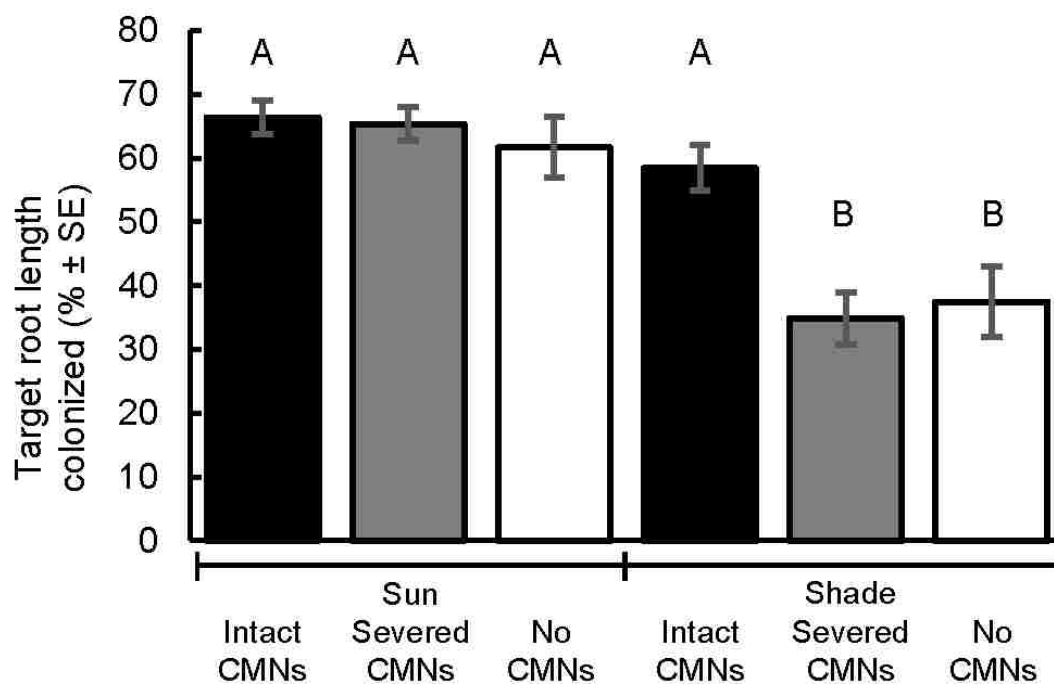 80
70
60
50
40
30
20
10
0
Target root length
colonized (% ± SE)
A A A A B B
Sun Shade
Intact Severed No Intact Severed No
CMNs CMNs CMNs CMNs CMNs CMNs